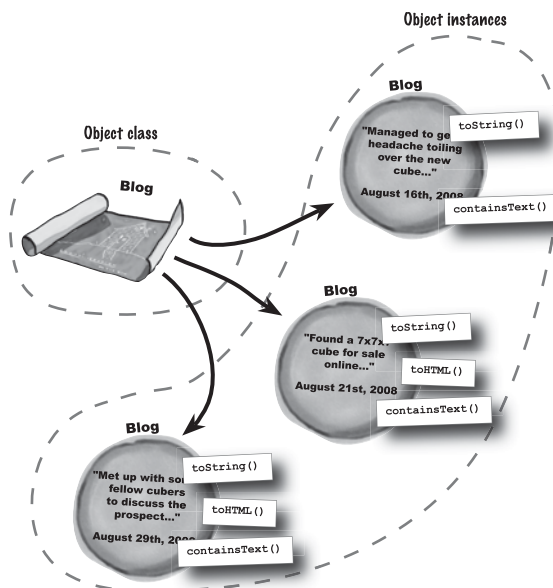 Object instances
Blog
"Managed to ge
headache toiling
over the new
cube..."
August 16th, 2008
toString()
containsText()
Object class
Blog
Blog
"Found a 7x7x
cube for sale
online..."
August 21st, 2008
toString()
toHTML()
containsText()
Blog
"Met up with so
fellow cubers
to discuss the
prospect..."
August 29th, 2008
toString()
toHTML()
containsText()